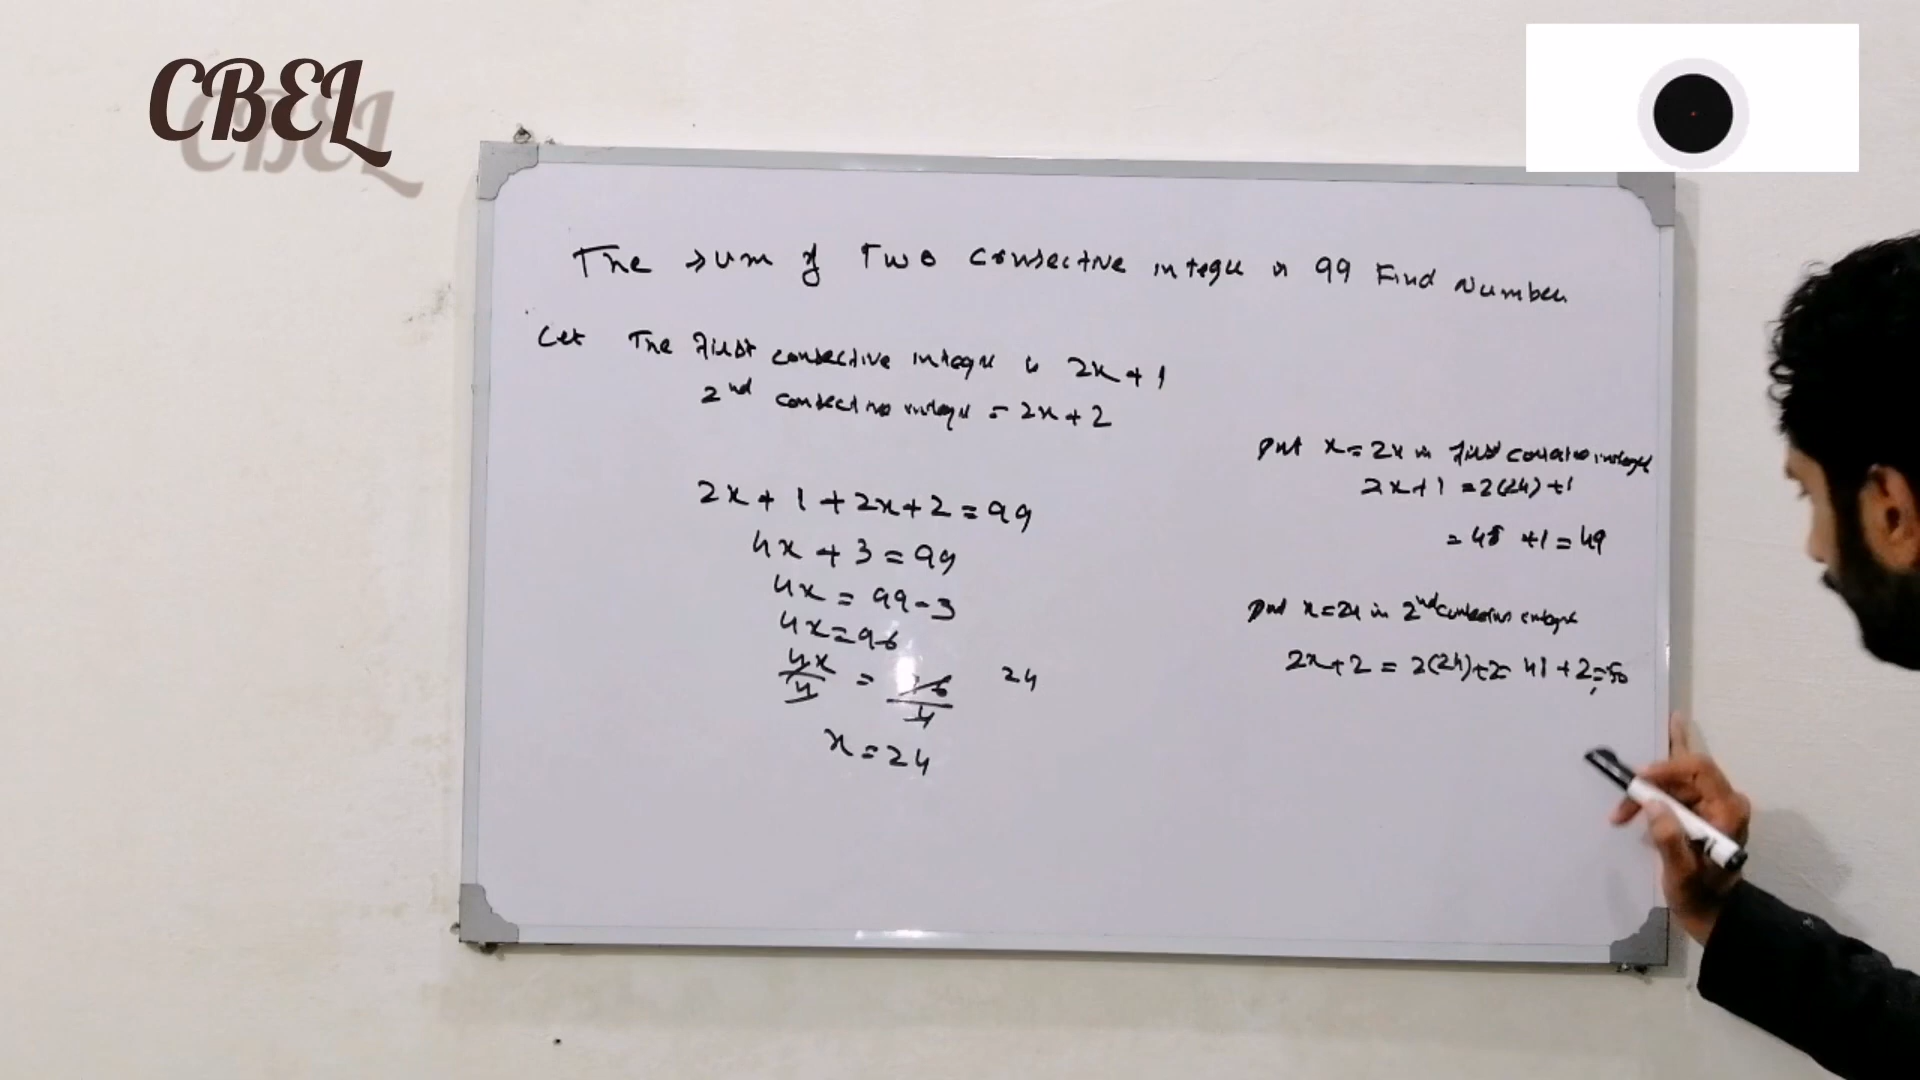 CBEL
The sum of Two Consective integer is 99 Find Number
Let The first consective integer is 2x+1
2nd consective integer = 2x+2
2x+1+2x+2=99
4x+3=99
4x=99-3
4x=96
4x/4 = 96/4 24
x=24
Put x=24 in first consective integer
2x+1=2(24)+1
=48+1=49
Put x=24 in 2nd consective integer
2x+2=2(24)+2=48+2=50